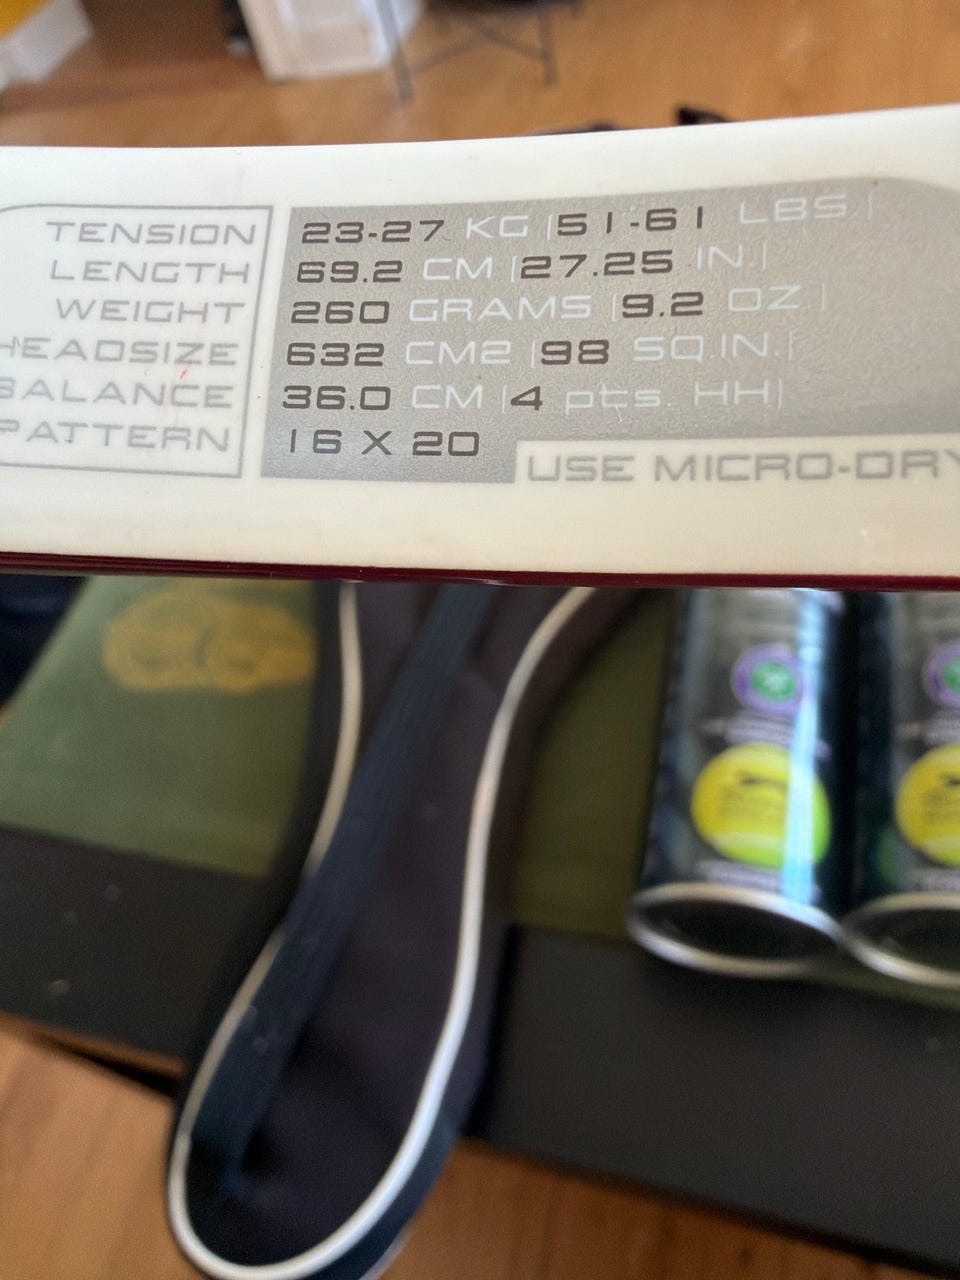 TENSION 23-27 KG |51-61 LBS|
LENGTH 69.2 CM |27.25 IN.|
WEIGHT 260 GRAMS |9.2 OZ.|
HEADSIZE 632 CM2 |98 SQ.IN.|
BALANCE 36.0 CM |4 pts. HH|
PATTERN 16 X 20
USE MICRO-DRY